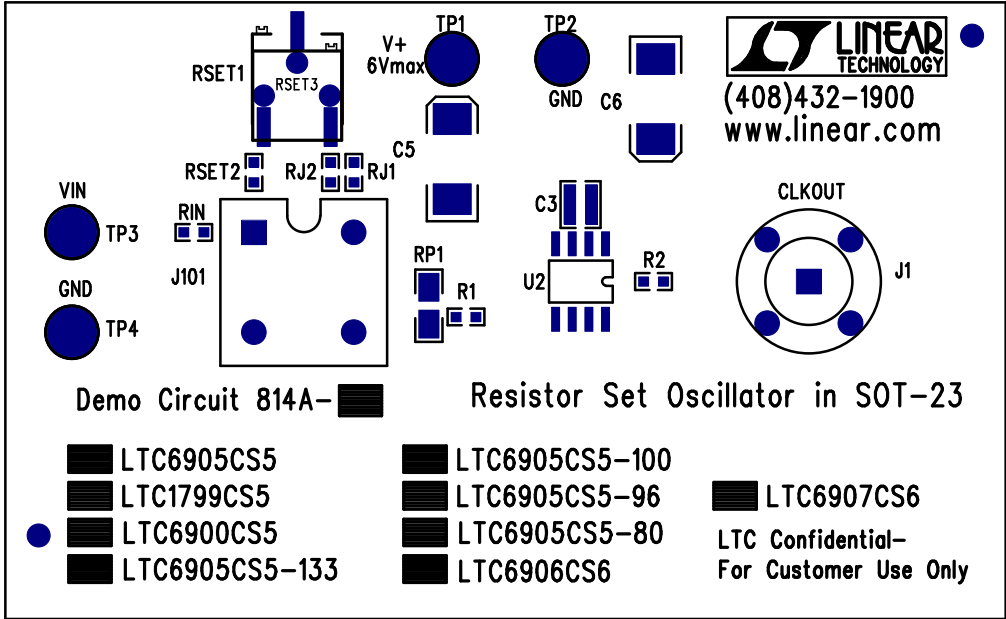 TP1
TP2
V+
6Vmax
LINEAR
TECHNOLOGY
RSET1
RSET3
GND
C6
(408)432-1900
www.linear.com
C5
RSET2
RJ2
RJ1
VIN
TP3
RIN
C3
CLKOUT
J101
RP1
U2
R2
J1
GND
R1
TP4
Demo Circuit 814A-
Resistor Set Oscillator in SOT-23
LTC6905CS5
LTC1799CS5
LTC6900CS5
LTC6905CS5-133
LTC6905CS5-100
LTC6905CS5-96
LTC6905CS5-80
LTC6906CS6
LTC6907CS6
LTC Confidential-
For Customer Use Only